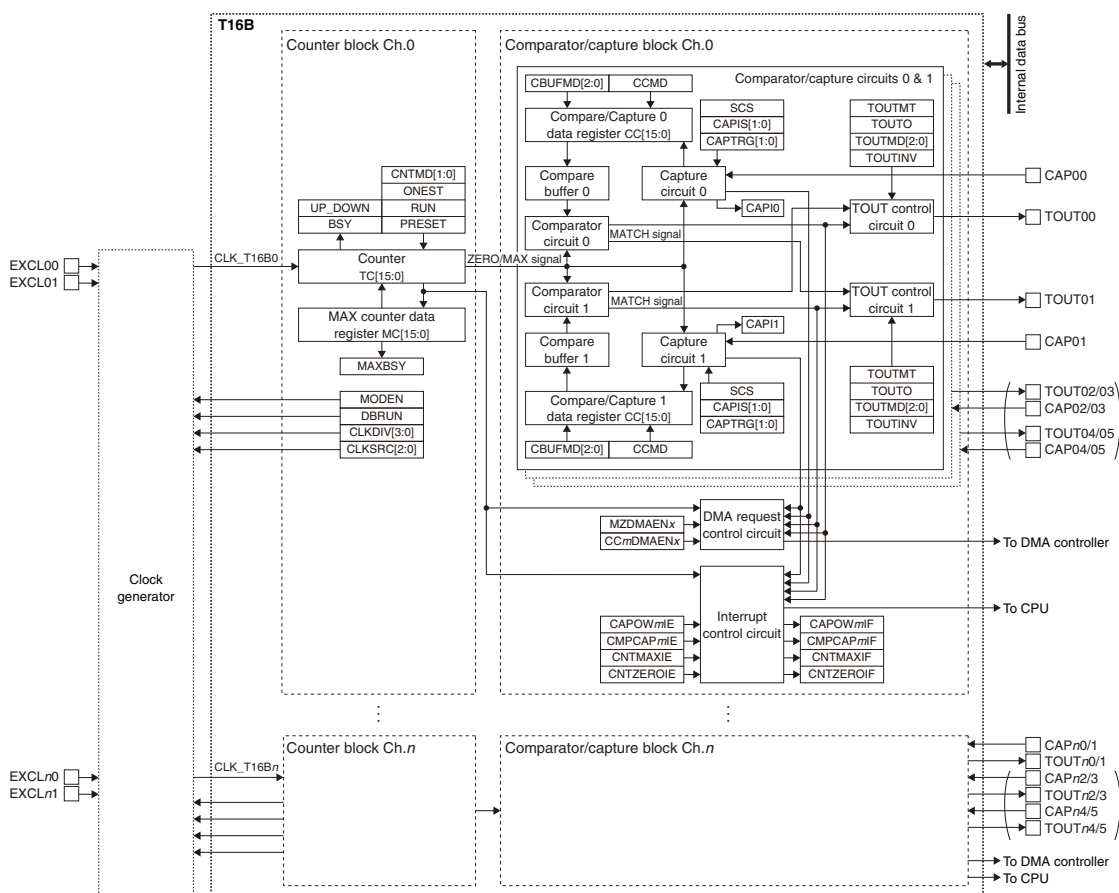 T16B
Internal data bus
Counter block Ch.0
Comparator/capture block Ch.0
Comparator/capture circuits 0 & 1
CBUFMD[2:0]
CCMD
Compare/Capture 0
data register CC[15:0]
SCS
CAPIS[1:0]
CAPTRG[1:0]
TOUTMT
TOUTO
TOUTMD[2:0]
TOUTINV
CNTMD[1:0]
ONEST
UP_DOWN
RUN
BSY
PRESET
Compare
buffer 0
Capture
circuit 0
CAPI0
CAP00
TOUT control
circuit 0
TOUT00
Comparator
circuit 0
MATCH signal
EXCL00
EXCL01
CLK_T16B0
Counter
TC[15:0]
ZERO/MAX signal
Comparator
circuit 1
MATCH signal
TOUT control
circuit 1
TOUT01
MAX counter data
register MC[15:0]
MAXBSY
Compare
buffer 1
Capture
circuit 1
CAPI1
CAP01
MODEN
DBRUN
CLKDIV[3:0]
CLKSRC[2:0]
Compare/Capture 1
data register CC[15:0]
CBUFMD[2:0]
CCMD
SCS
CAPIS[1:0]
CAPTRG[1:0]
TOUTMT
TOUTO
TOUTMD[2:0]
TOUTINV
TOUT02/03
CAP02/03
TOUT04/05
CAP04/05
MZDMAENx
CCmDMAENx
DMA request
control circuit
To DMA controller
Clock
generator
Interrupt
control circuit
To CPU
CAPOWmIE
CMPCAPmIE
CNTMAXIE
CNTZEROIE
CAPOWmIF
CMPCAPmIF
CNTMAXIF
CNTZEROIF
Counter block Ch.n
Comparator/capture block Ch.n
EXCLn0
EXCLn1
CLK_T16Bn
CAPn0/1
TOUTn0/1
CAPn2/3
TOUTn2/3
CAPn4/5
TOUTn4/5
To DMA controller
To CPU